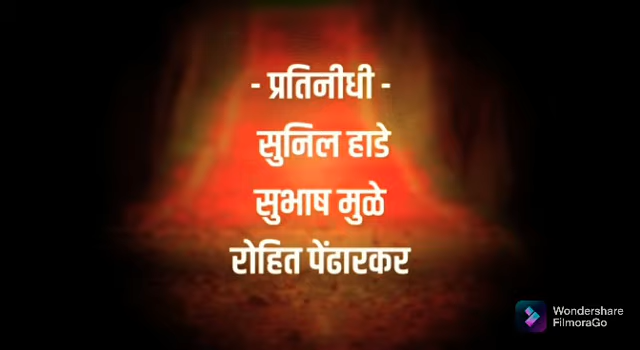 - प्रतिनीधी -
सुनिल हाडे
सुभाष मुळे
रोहित पेंढारकर
Wondershare
FilmoraGo